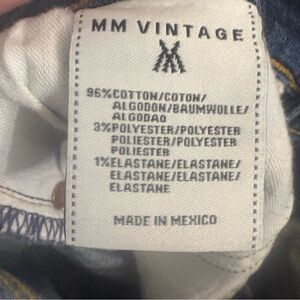 MM VINTAGE
96%COTTON/COTON/
ALGODON/BAUMWOLLE/
ALGODAO
3%POLYESTER/POLYESTER
POLIESTER/POLYESTER
POLIESTER
1%ELASTANE/ELASTANE/
ELASTANE/ELASTANE/
ELASTANE
MADE IN MEXICO